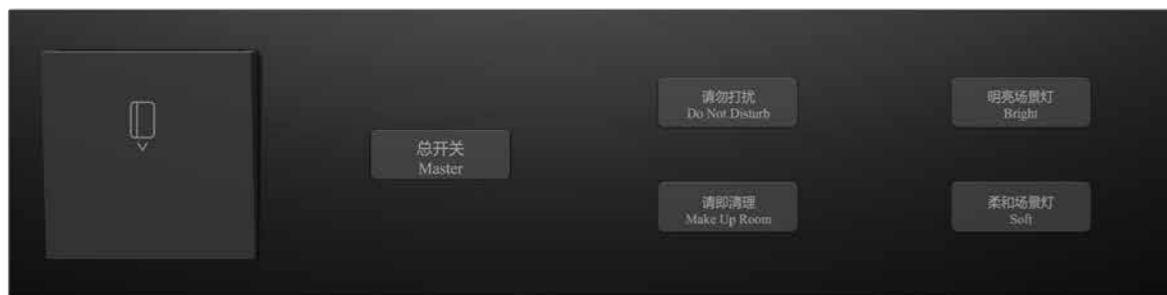 总开关
Master
请勿打扰
Do Not Disturb
请即清理
Make Up Room
明亮场景灯
Bright
柔和场景灯
Soft